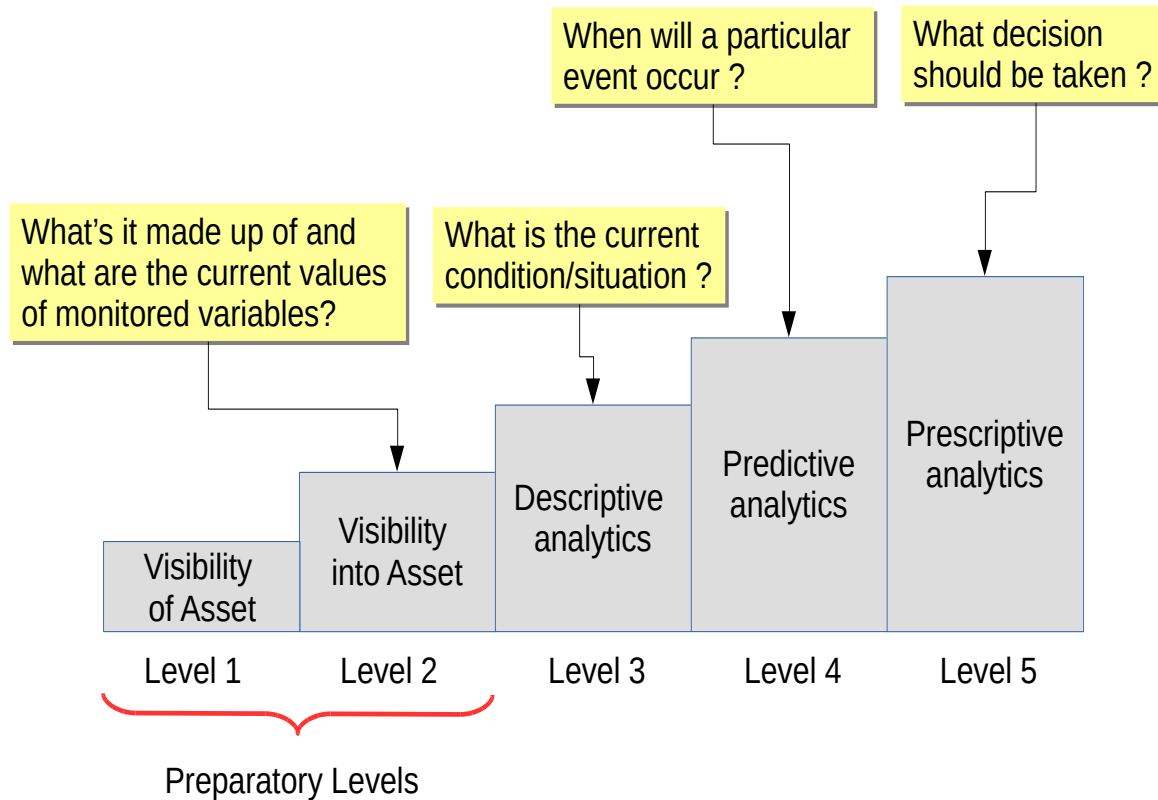 When will a particular
event occur ?
What decision
should be taken ?
What’s it made up of and
what are the current values
of monitored variables?
What is the current
condition/situation ?
Visibility
of Asset
Visibility
into Asset
Descriptive
analytics
Predictive
analytics
Prescriptive
analytics
Level 1
Level 2
Level 3
Level 4
Level 5
Preparatory Levels